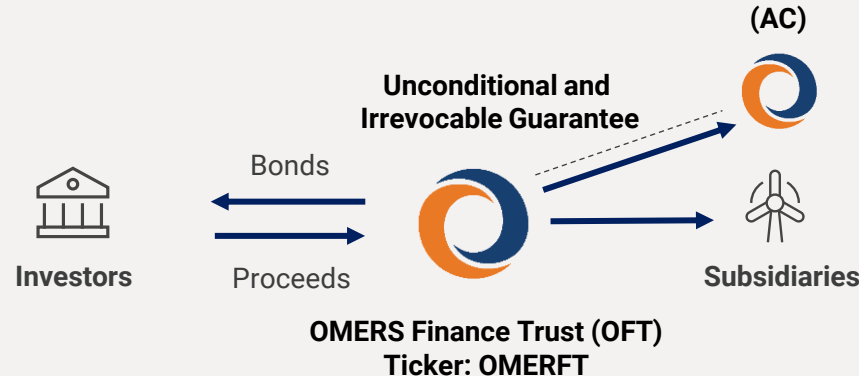 (AC)
Unconditional and
Irrevocable Guarantee
Bonds
Investors
Proceeds
Subsidiaries
OMERS Finance Trust (OFT)
Ticker: OMERFT